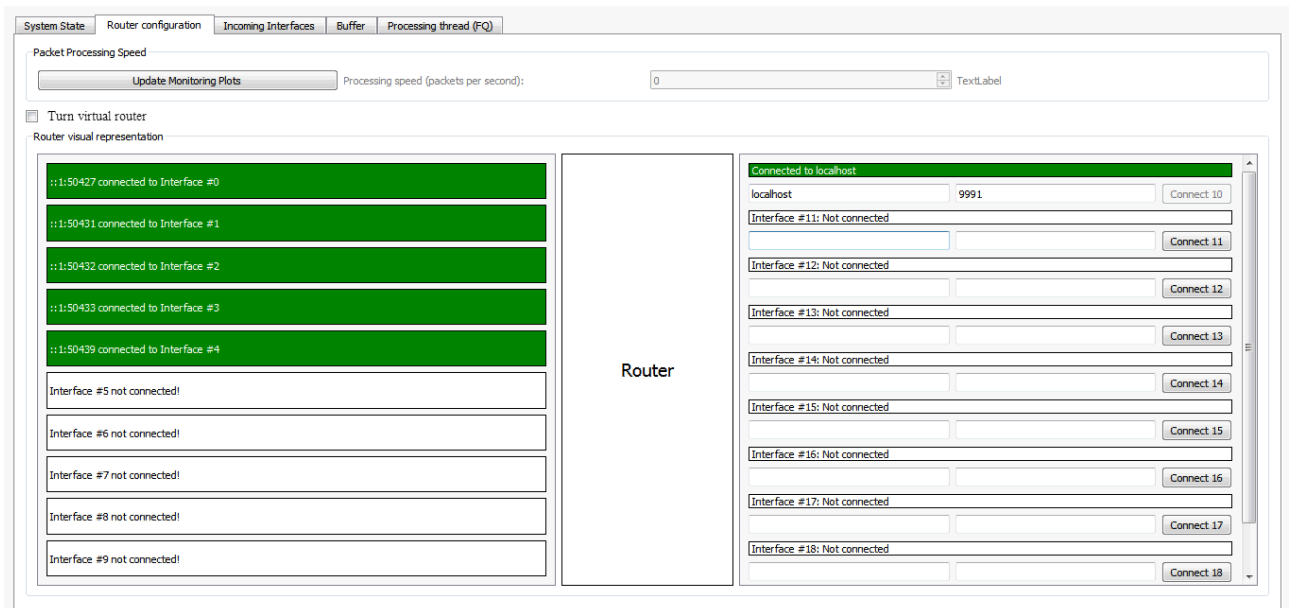 System State Router configuration Incoming Interfaces Buffer Processing thread (FQ)
Packet Processing Speed
Update Monitoring Plots Processing speed (packets per second): 0 TextLabel
Turn virtual router
Router visual representation
::1:50427 connected to Interface #0
::1:50431 connected to Interface #1
::1:50432 connected to Interface #2
::1:50433 connected to Interface #3
::1:50439 connected to Interface #4
Interface #5 not connected!
Interface #6 not connected!
Interface #7 not connected!
Interface #8 not connected!
Interface #9 not connected!
Router
Connected to localhost
localhost 9991 Connect 10
Interface #11: Not connected
Connect 11
Interface #12: Not connected
Connect 12
Interface #13: Not connected
Connect 13
Interface #14: Not connected
Connect 14
Interface #15: Not connected
Connect 15
Interface #16: Not connected
Connect 16
Interface #17: Not connected
Connect 17
Interface #18: Not connected
Connect 18